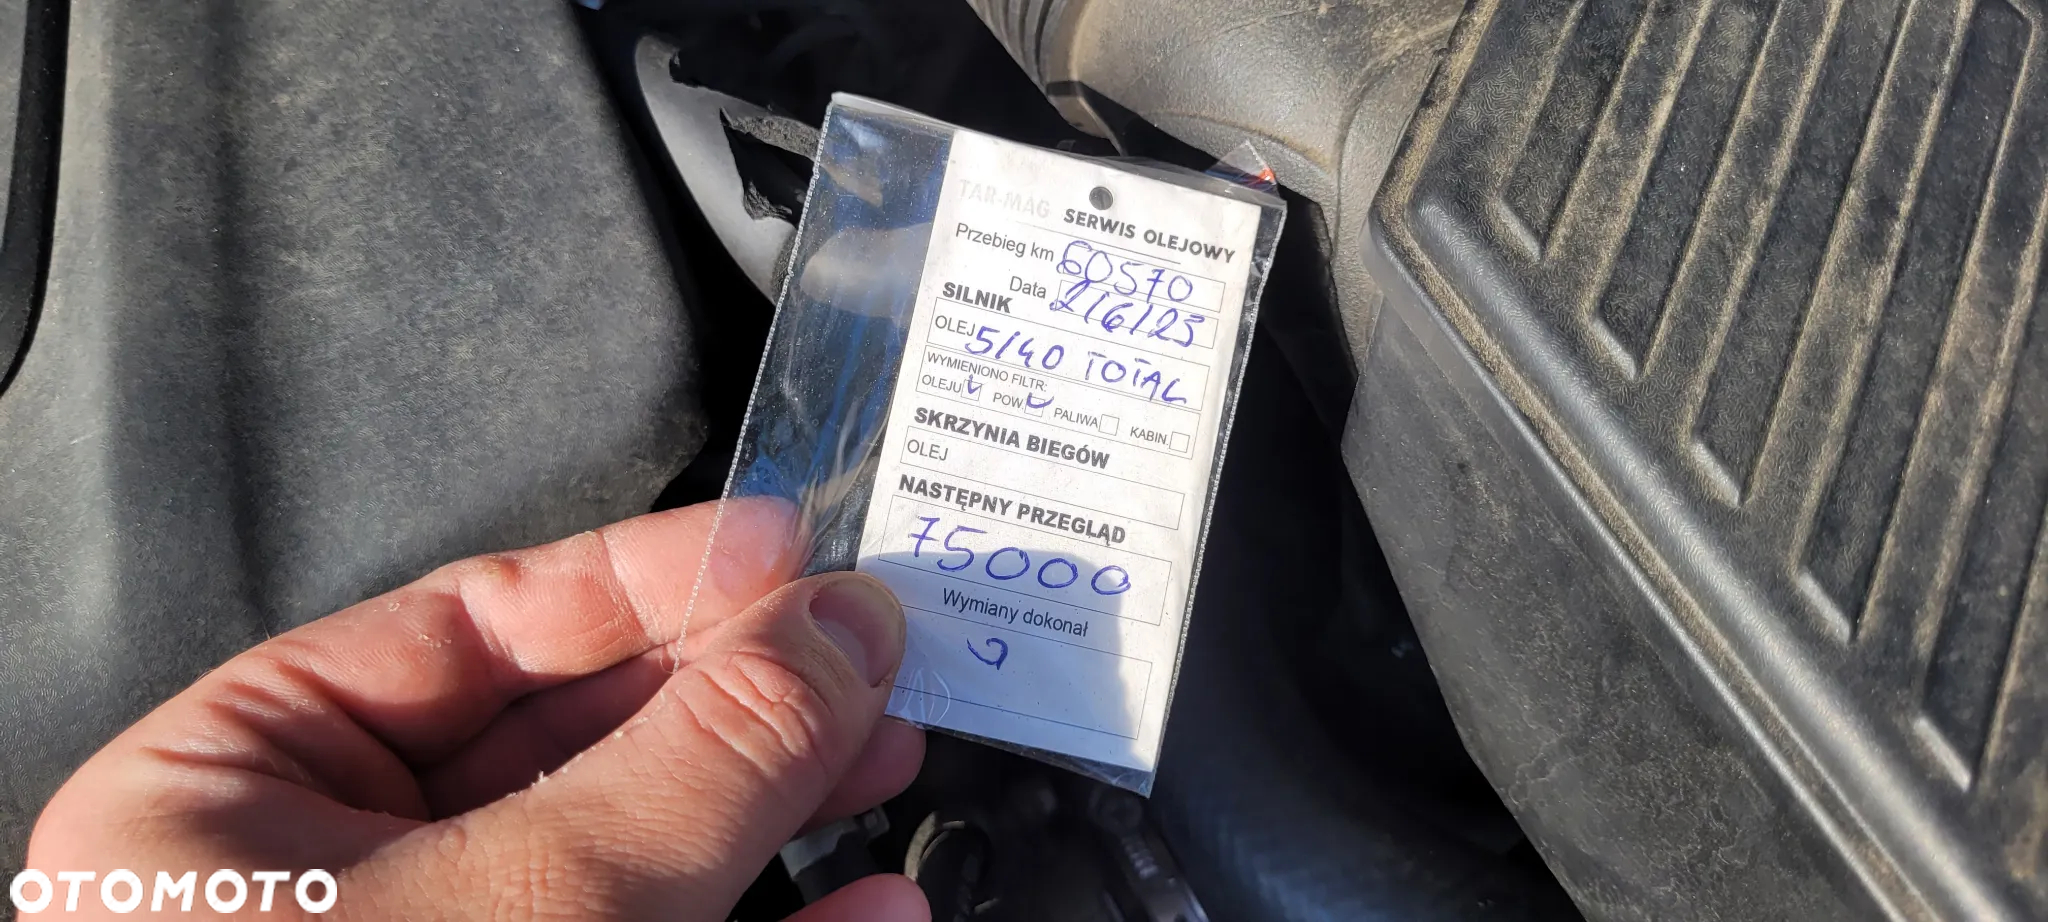 TAR-MAG SERWIS OLEJOWY
Przebieg km 60570
Data 2/6/25
SILNIK
OLEJ 5/40 TOTAL
WYMIENIONO FILTR:
OLEJU POW. PALIWA KABIN.
SKRZYNIA BIEGÓW
OLEJ
NASTĘPNY PRZEGLĄD
75000
Wymiany dokonał
OTOMOTO